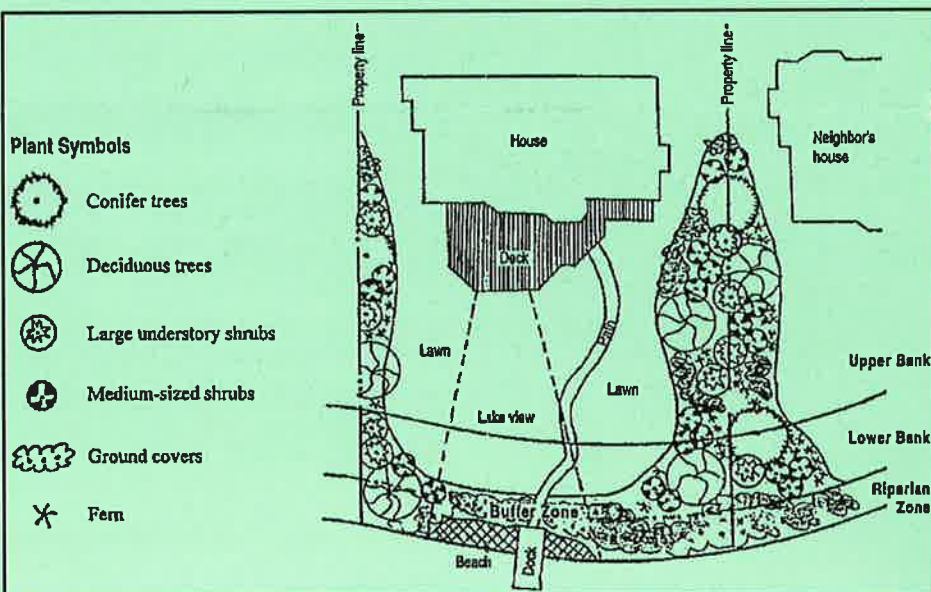 Property line
Property line
House
Neighbor's
house
Plant Symbols
Conifer trees
Deciduous trees
Large understory shrubs
Medium-sized shrubs
Ground covers
Fern
Deck
Path
Lawn
Lawn
Lake view
Upper Bank
Lower Bank
Riparian
Zone
Buffer Zone
Beach
Dock